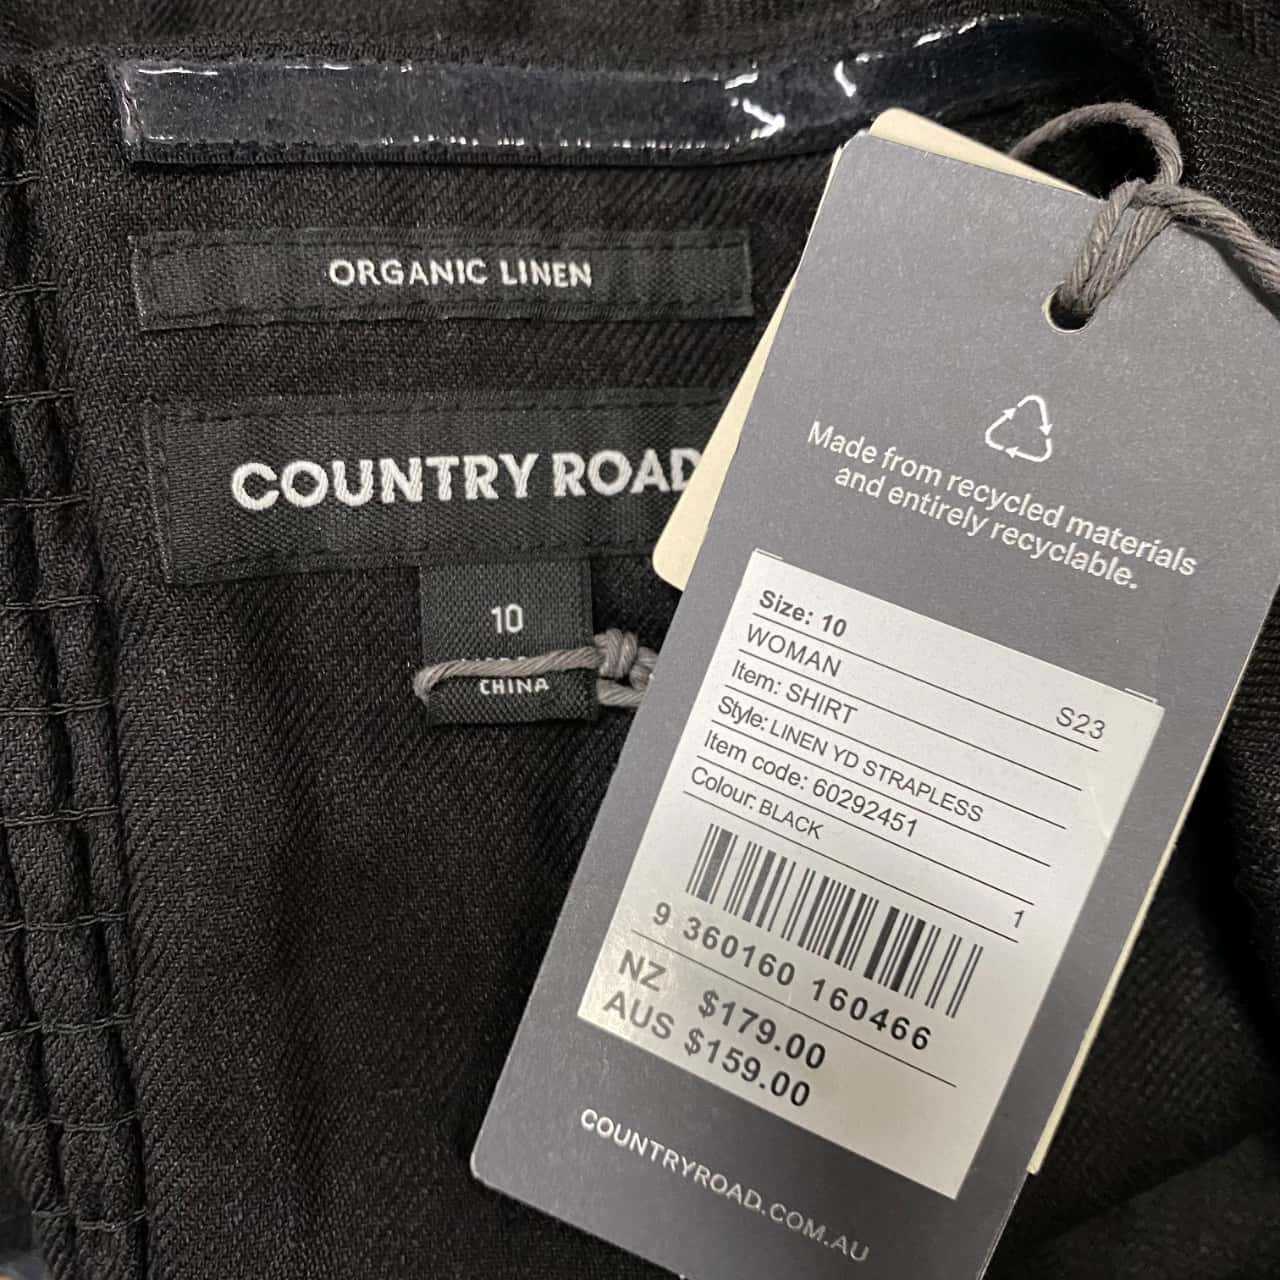 ORGANIC LINEN
COUNTRY ROAD
10
CHINA
Made from recycled materials
and entirely recyclable.
Size: 10
WOMAN S23
Item: SHIRT
Style: LINEN YD STRAPLESS
Item code: 60292451
Colour: BLACK 1
9 360160 160466
NZ $179.00
AUS $159.00
COUNTRYROAD.COM.AU